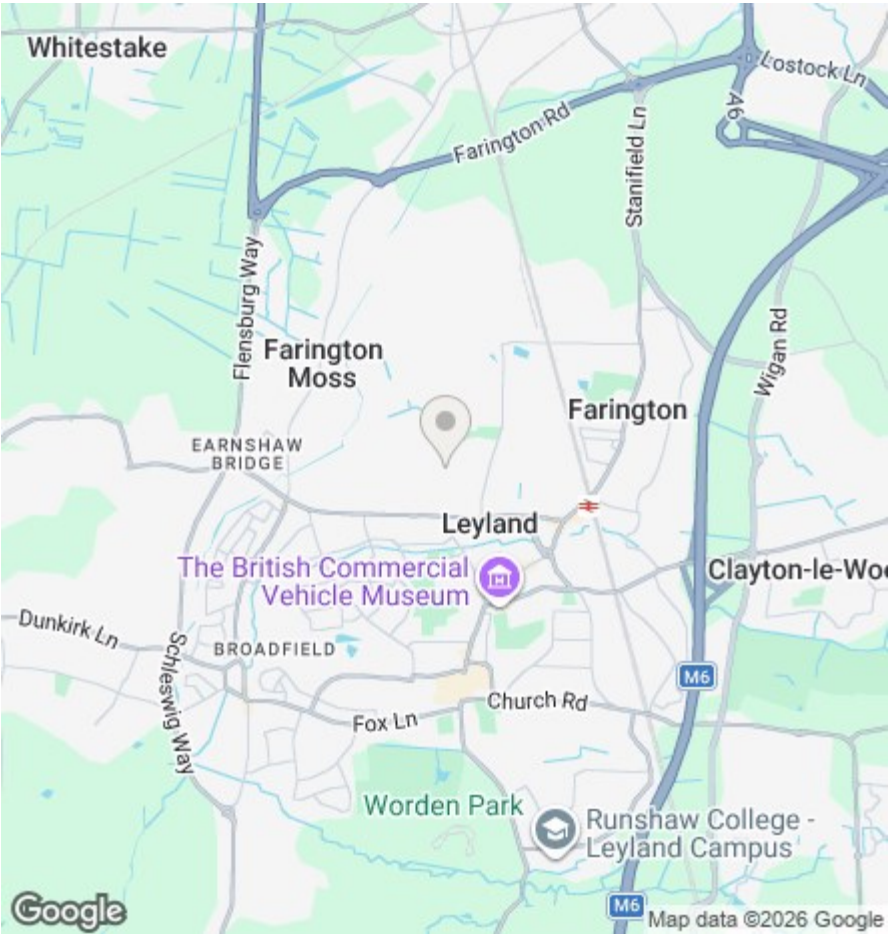 Whitestake
Lostock Ln
A6
Farington Rd
Stanifield Ln
Flensburg Way
Wigan Rd
Farington
Moss
Farington
EARNSHAW
BRIDGE
Leyland
The British Commercial
Vehicle Museum
Clayton-le-Woo
Dunkirk Ln
BROADFIELD
Schleswig Way
M6
Church Rd
Fox Ln
Worden Park
Runshaw College -
Leyland Campus
M6
Google
Map data ©2026 Google